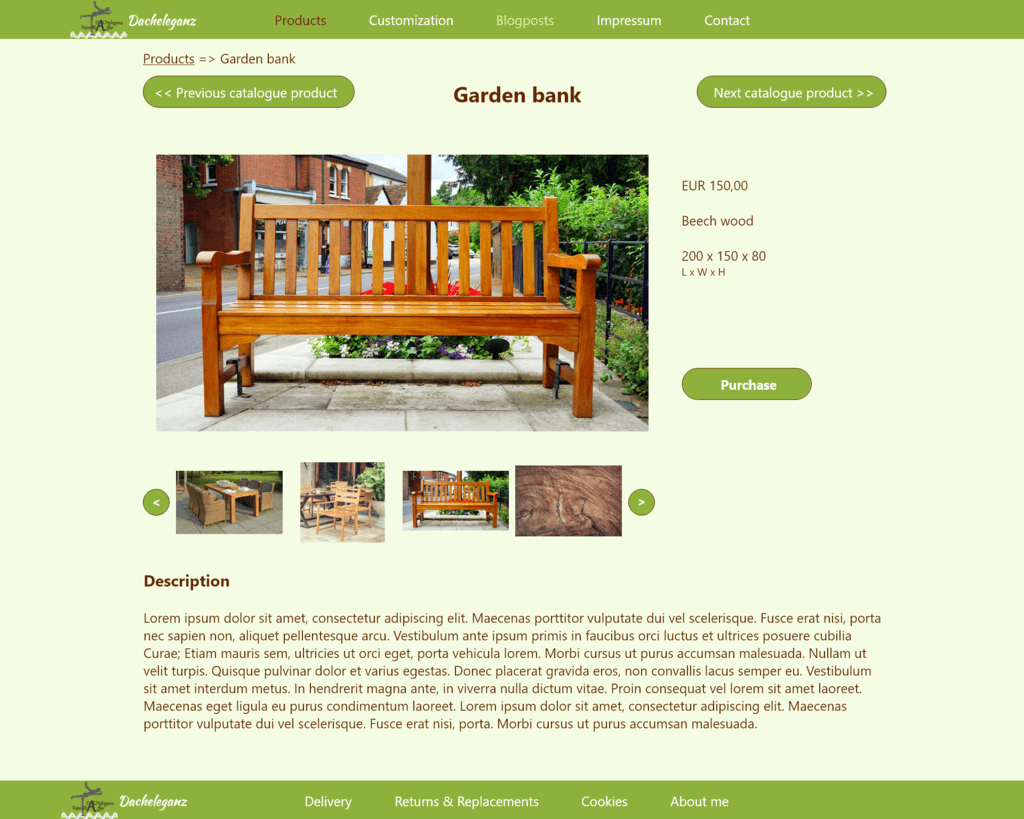 Dacheleganz
Products Customization Blogposts Impressum Contact
Products => Garden bank
<< Previous catalogue product
Garden bank
Next catalogue product >>
EUR 150,00
Beech wood
200 x 150 x 80
L x W x H
Purchase
< >
Description
Lorem ipsum dolor sit amet, consectetur adipiscing elit. Maecenas porttitor vulputate dui vel scelerisque. Fusce erat nisi, porta
nec sapien non, aliquet pellentesque arcu. Vestibulum ante ipsum primis in faucibus orci luctus et ultrices posuere cubilia
Curae; Etiam mauris sem, ultricies ut orci eget, porta vehicula lorem. Morbi cursus ut purus accumsan malesuada. Nullam ut
velit turpis. Quisque pulvinar dolor et varius egestas. Donec placerat gravida eros, non convallis lacus semper eu. Vestibulum
sit amet interdum metus. In hendrerit magna ante, in viverra nulla dictum vitae. Proin consequat vel lorem sit amet laoreet.
Maecenas eget ligula eu purus condimentum laoreet. Lorem ipsum dolor sit amet, consectetur adipiscing elit. Maecenas
porttitor vulputate dui vel scelerisque. Fusce erat nisi, porta. Morbi cursus ut purus accumsan malesuada.
Dacheleganz
Delivery Returns & Replacements Cookies About me